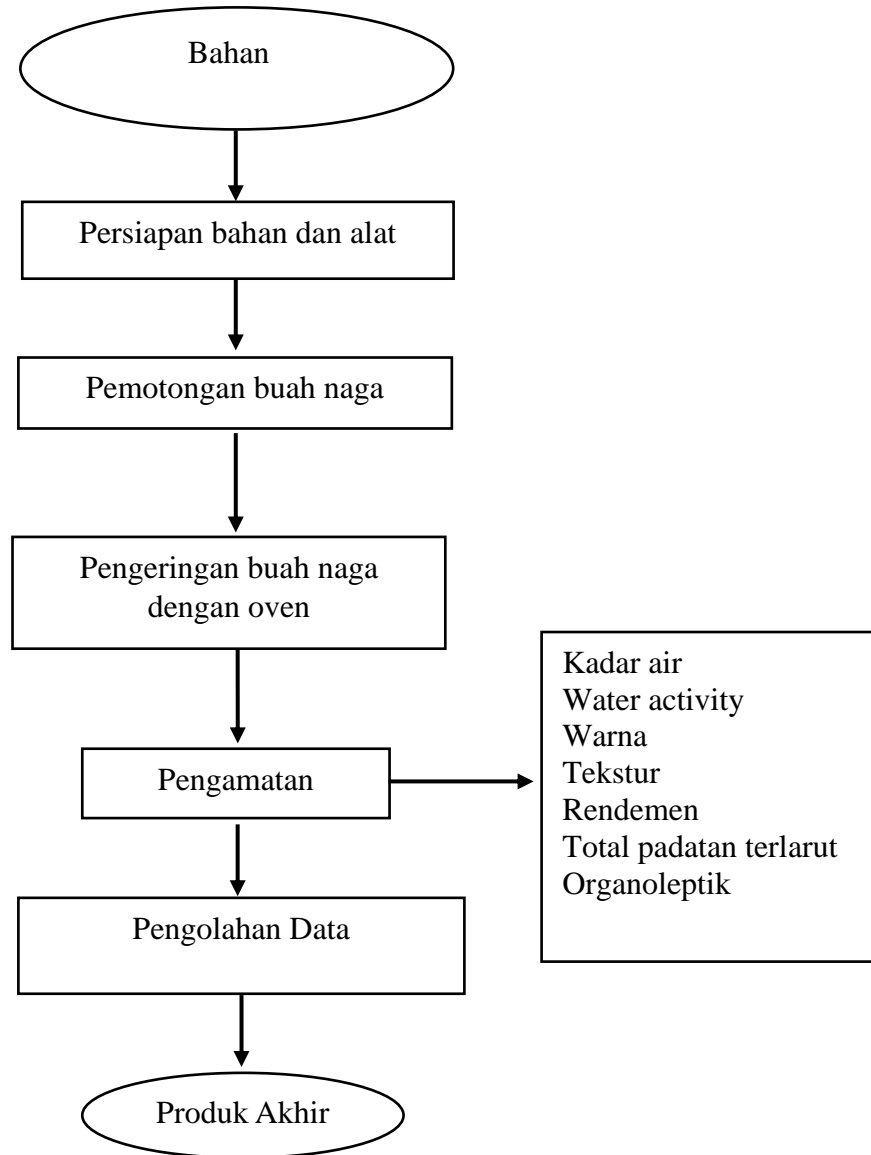 Bahan
Persiapan bahan dan alat
Pemotongan buah naga
Pengeringan buah naga
dengan oven
Pengamatan
Kadar air
Water activity
Warna
Tekstur
Rendemen
Total padatan terlarut
Organoleptik
Pengolahan Data
Produk Akhir